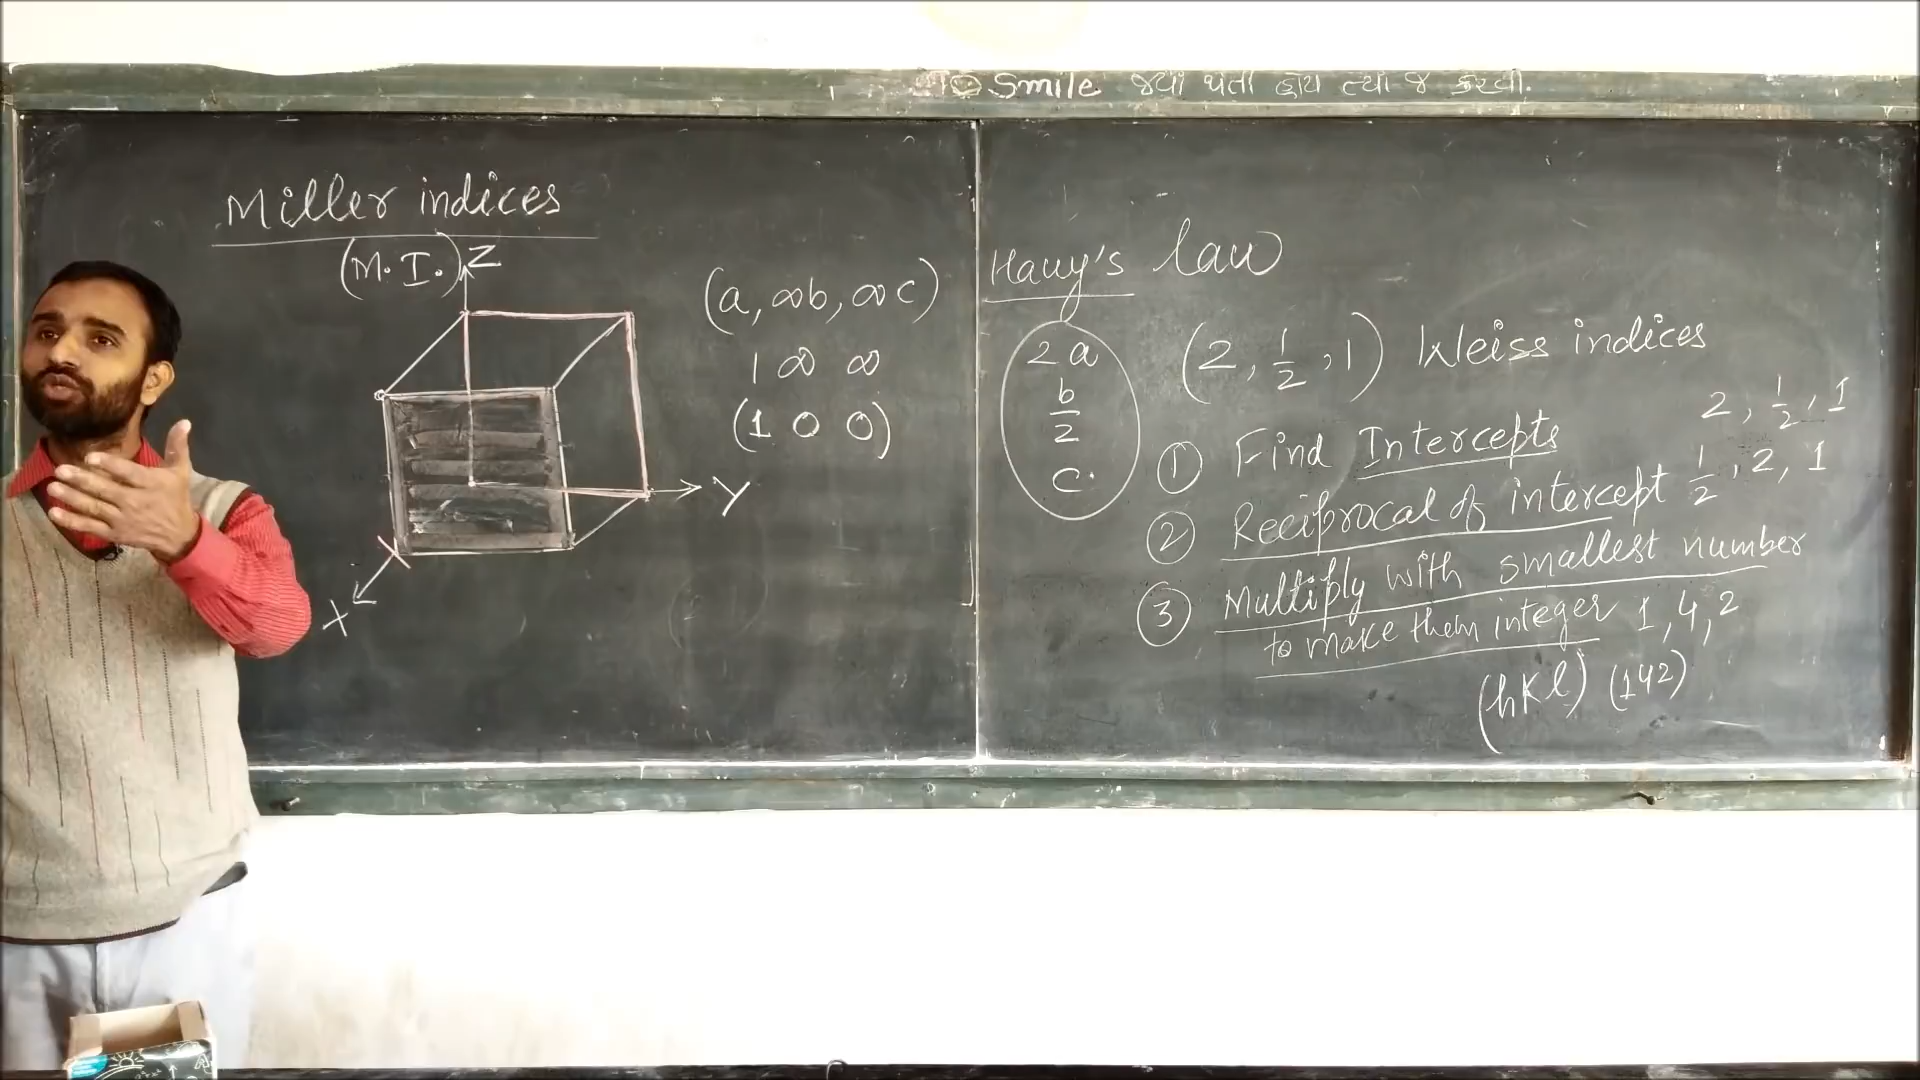 Smile જ્યાં થતાં હોય ત્યાં જ કરવી.
Miller indices
(M.I.)
Z
Y
X
(a, ∞b, ∞c)
1 ∞ ∞
(1 0 0)
Hauy's law
2a
b/2
c.
(2, 1/2, 1) Weiss indices
2, 1/2, 1
① Find Intercepts
② Reciprocal of intercept 1/2, 2, 1
③ Multiply with smallest number
to make them integer 1, 4, 2
(hkl) (142)